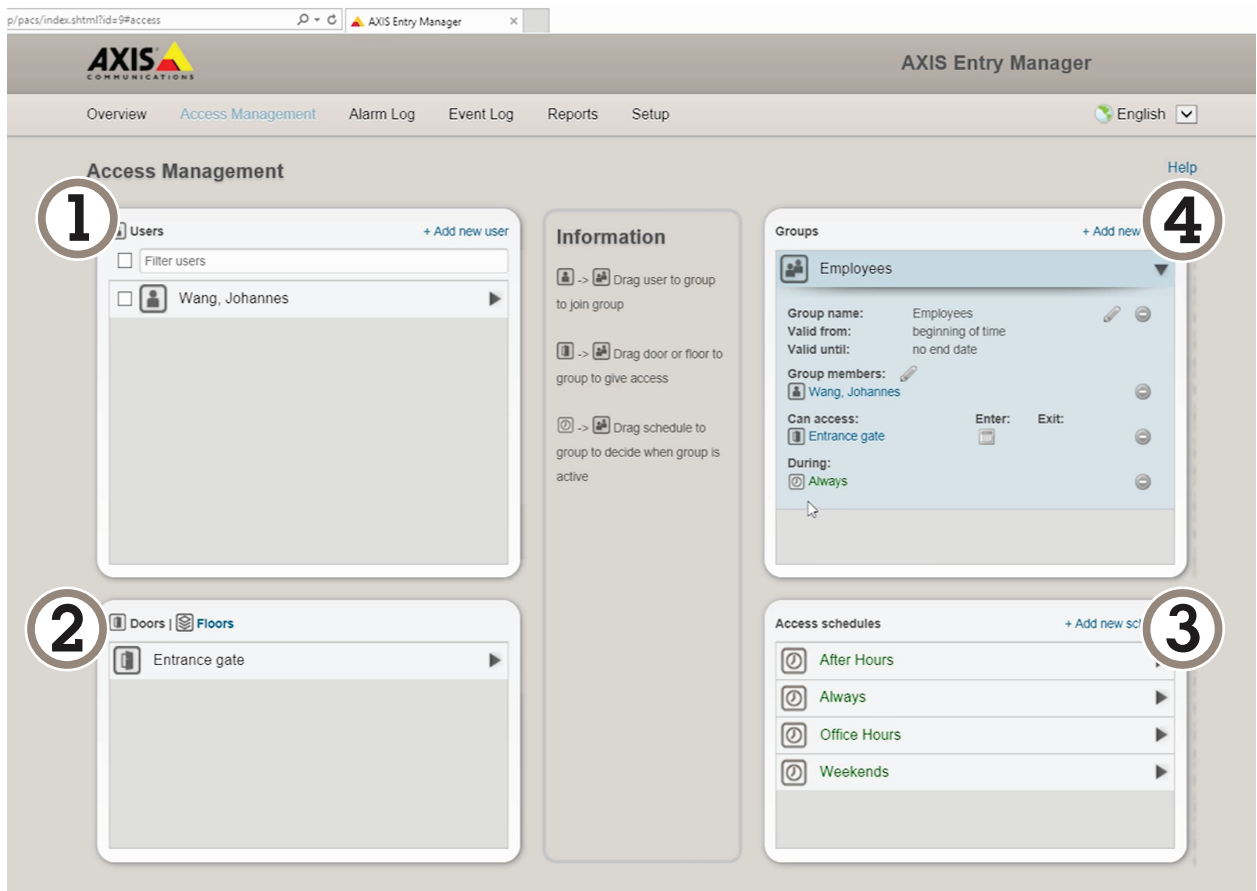 p/pacs/index.shtml?id=9#access
AXIS Entry Manager
AXIS
COMMUNICATIONS
AXIS Entry Manager
Overview Access Management Alarm Log Event Log Reports Setup
English
Access Management
Help
1
Users + Add new user
Filter users
Wang, Johannes
Information
-> Drag user to group
to join group
-> Drag door or floor to
group to give access
-> Drag schedule to
group to decide when group is
active
4
Groups + Add new
Employees
Group name: Employees
Valid from: beginning of time
Valid until: no end date
Group members:
Wang, Johannes
Can access: Enter: Exit:
Entrance gate
During:
Always
2
Doors | Floors
Entrance gate
3
Access schedules + Add new
After Hours
Always
Office Hours
Weekends